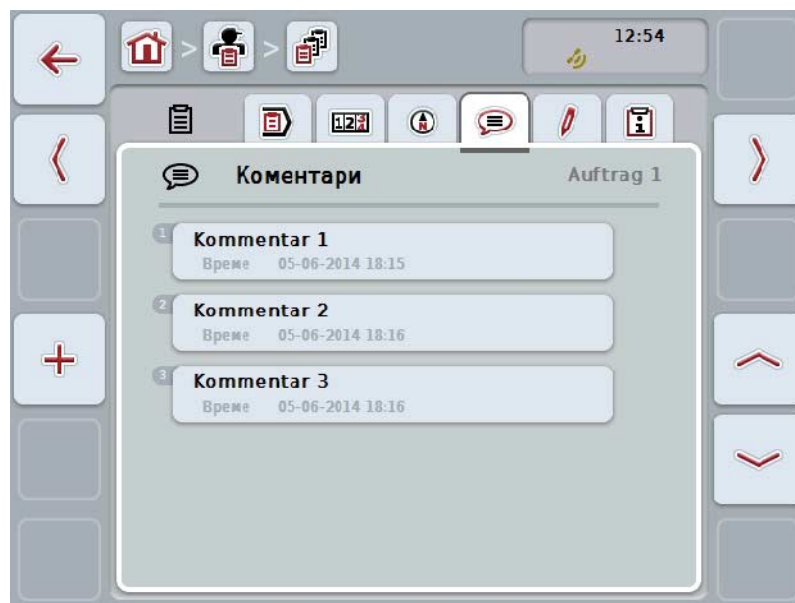 12:54
123
N
Коментари
Auftrag 1
1
Kommentar 1
Време 05-06-2014 18:15
2
Kommentar 2
Време 05-06-2014 18:16
3
Kommentar 3
Време 05-06-2014 18:16